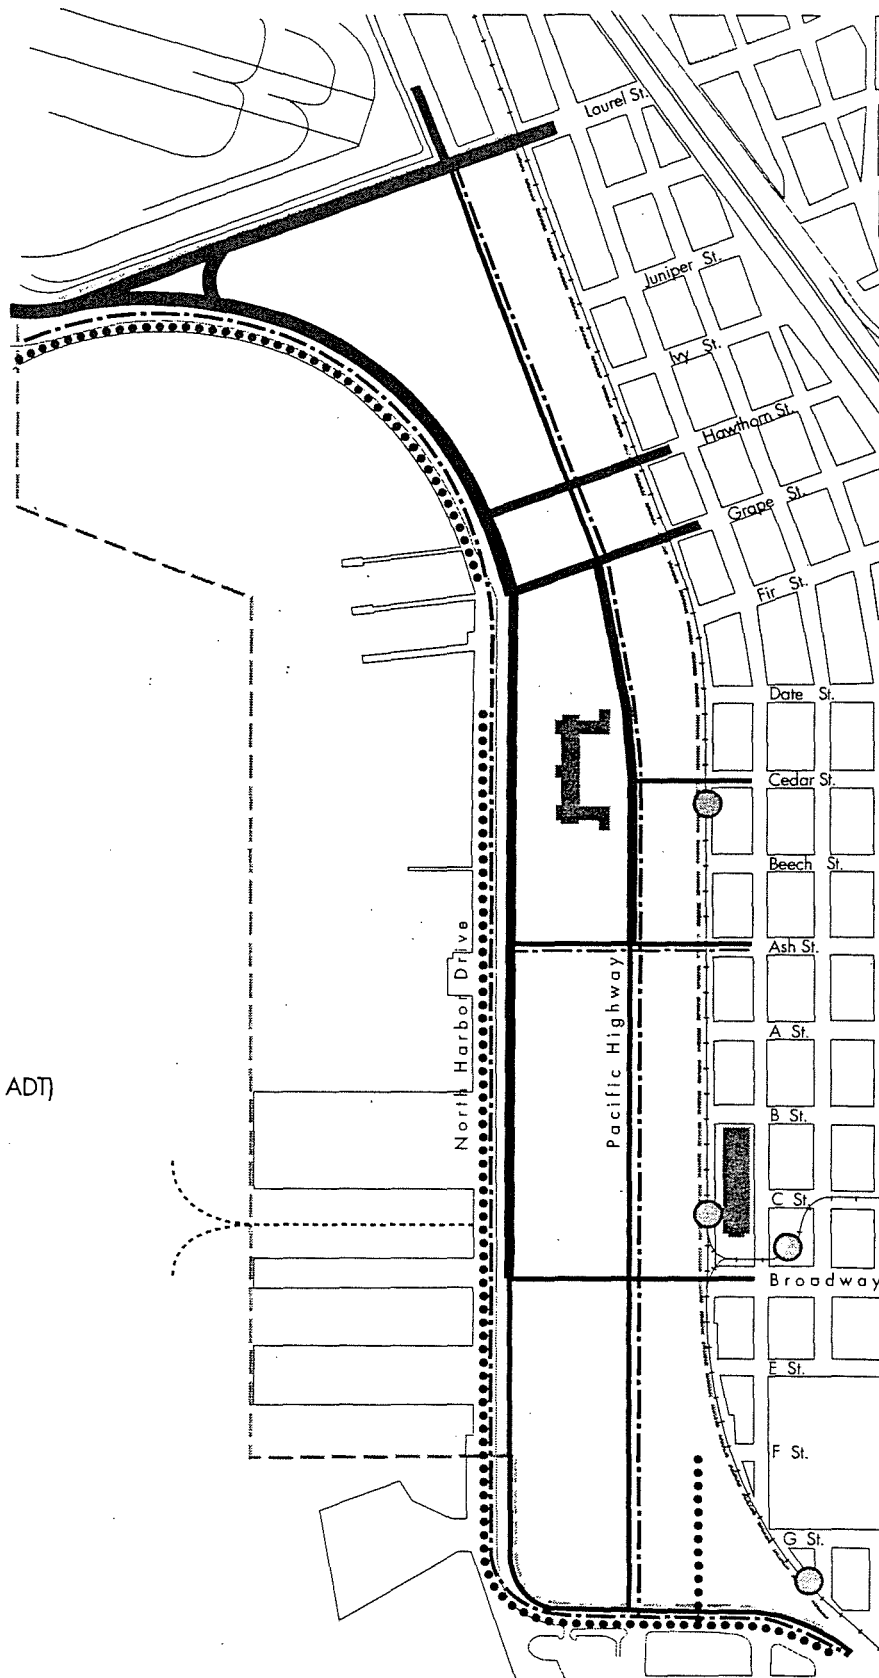 Laurel St.
Juniper St.
Ivy St.
Hawthorn St.
Grape St.
Fir St.
Date St.
Cedar St.
Beech St.
North Harbor Drive
Pacific Highway
Ash St.
A St.
ADT)
B St.
C St.
Broadway
E St.
F St.
G St.